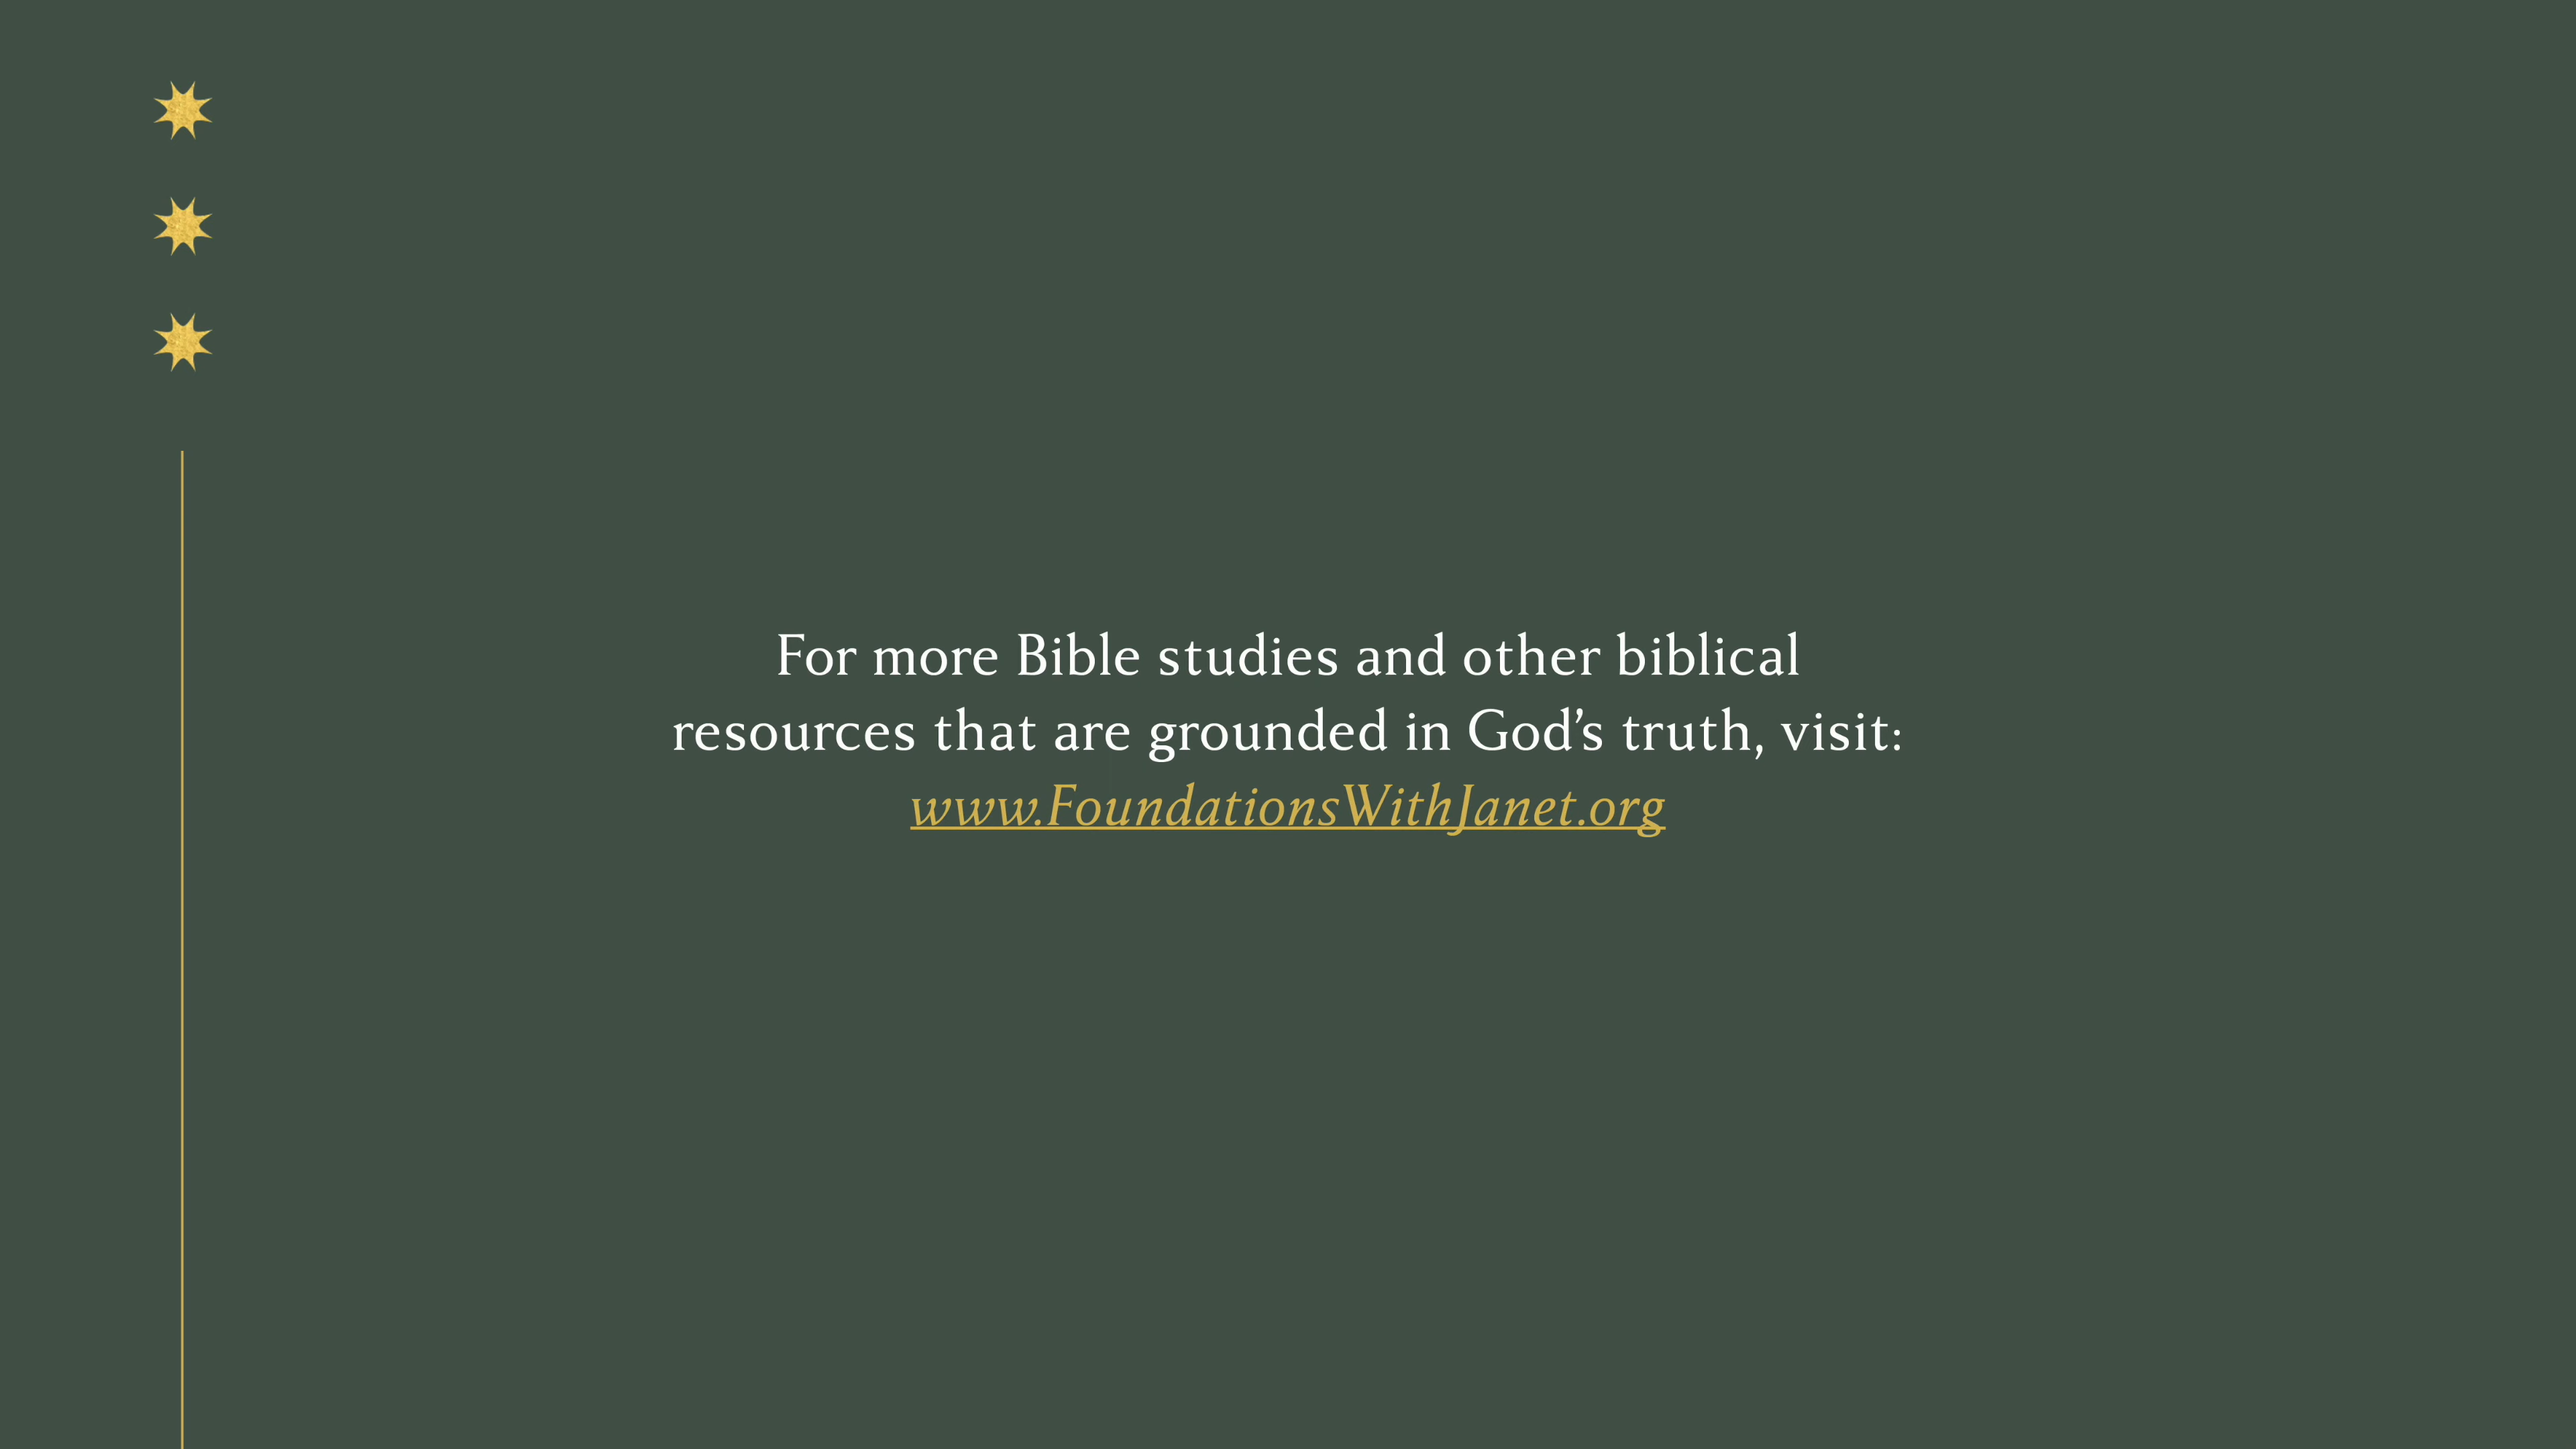 For more Bible studies and other biblical
resources that are grounded in God’s truth, visit:
www.FoundationsWithJanet.org